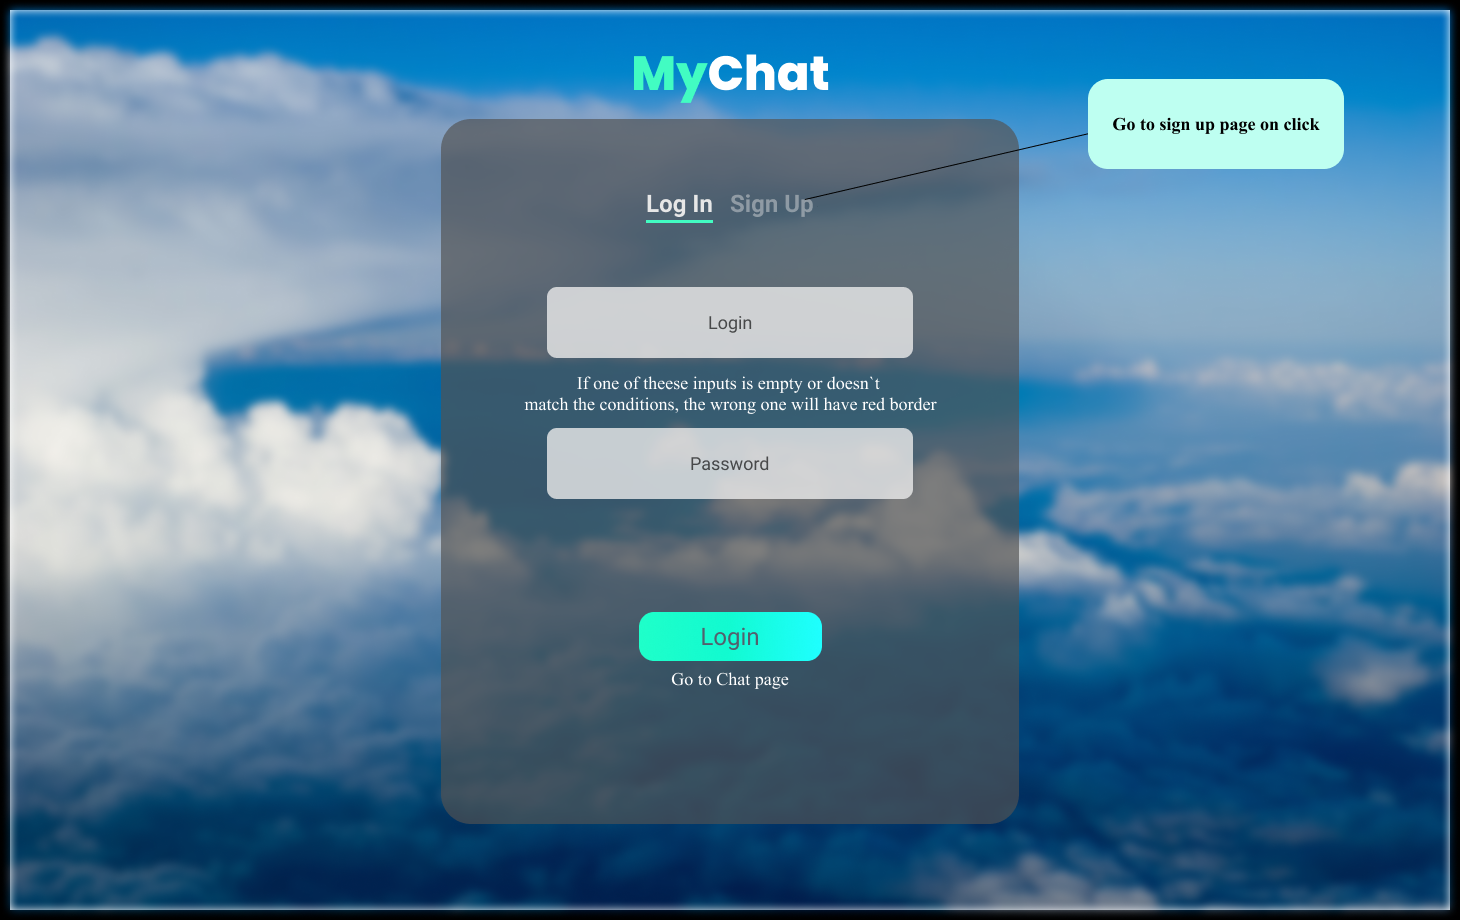 MyChat
Go to sign up page on click
Log In Sign Up
Login
If one of theese inputs is empty or doesn`t
match the conditions, the wrong one will have red border
Password
Login
Go to Chat page